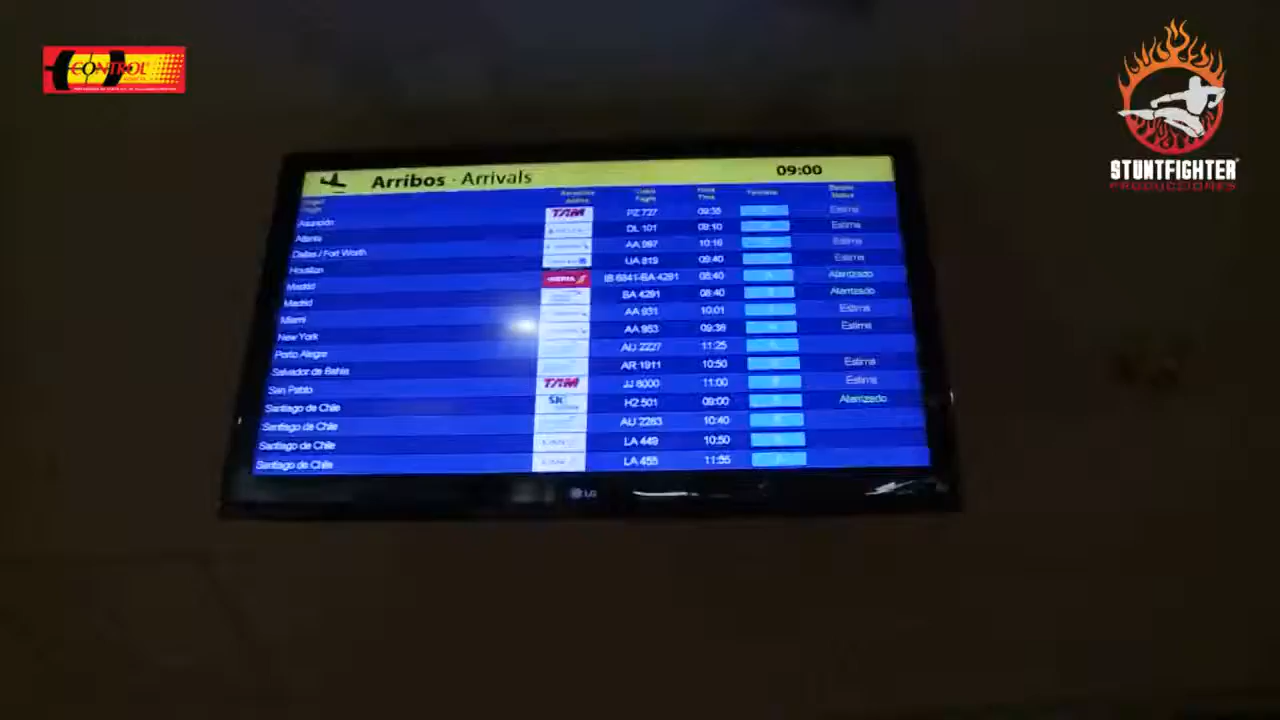 CONTROL
STUNTFIGHTER
PRODUCCIONES
Arribos · Arrivals 09:00
Asunción TAM PZ 727 09:35 Estima
Atlanta DL 101 09:10 Estima
Dallas / Fort Worth AA 997 10:16 Estima
Houston UA 819 09:40 Estima
Madrid IBERIA IB 6841-BA 4291 08:40 Aterrizado
Madrid BA 4291 08:40 Aterrizado
Miami AA 931 10:01 Estima
New York AA 953 09:38 Estima
Porto Alegre AU 2227 11:25
Salvador de Bahia AR 1911 10:50 Estima
San Pablo TAM JJ 8000 11:00 Estima
Santiago de Chile H2 501 09:00 Aterrizado
Santiago de Chile AU 2263 10:40
Santiago de Chile LA 449 10:50
Santiago de Chile LA 455 11:55
LG